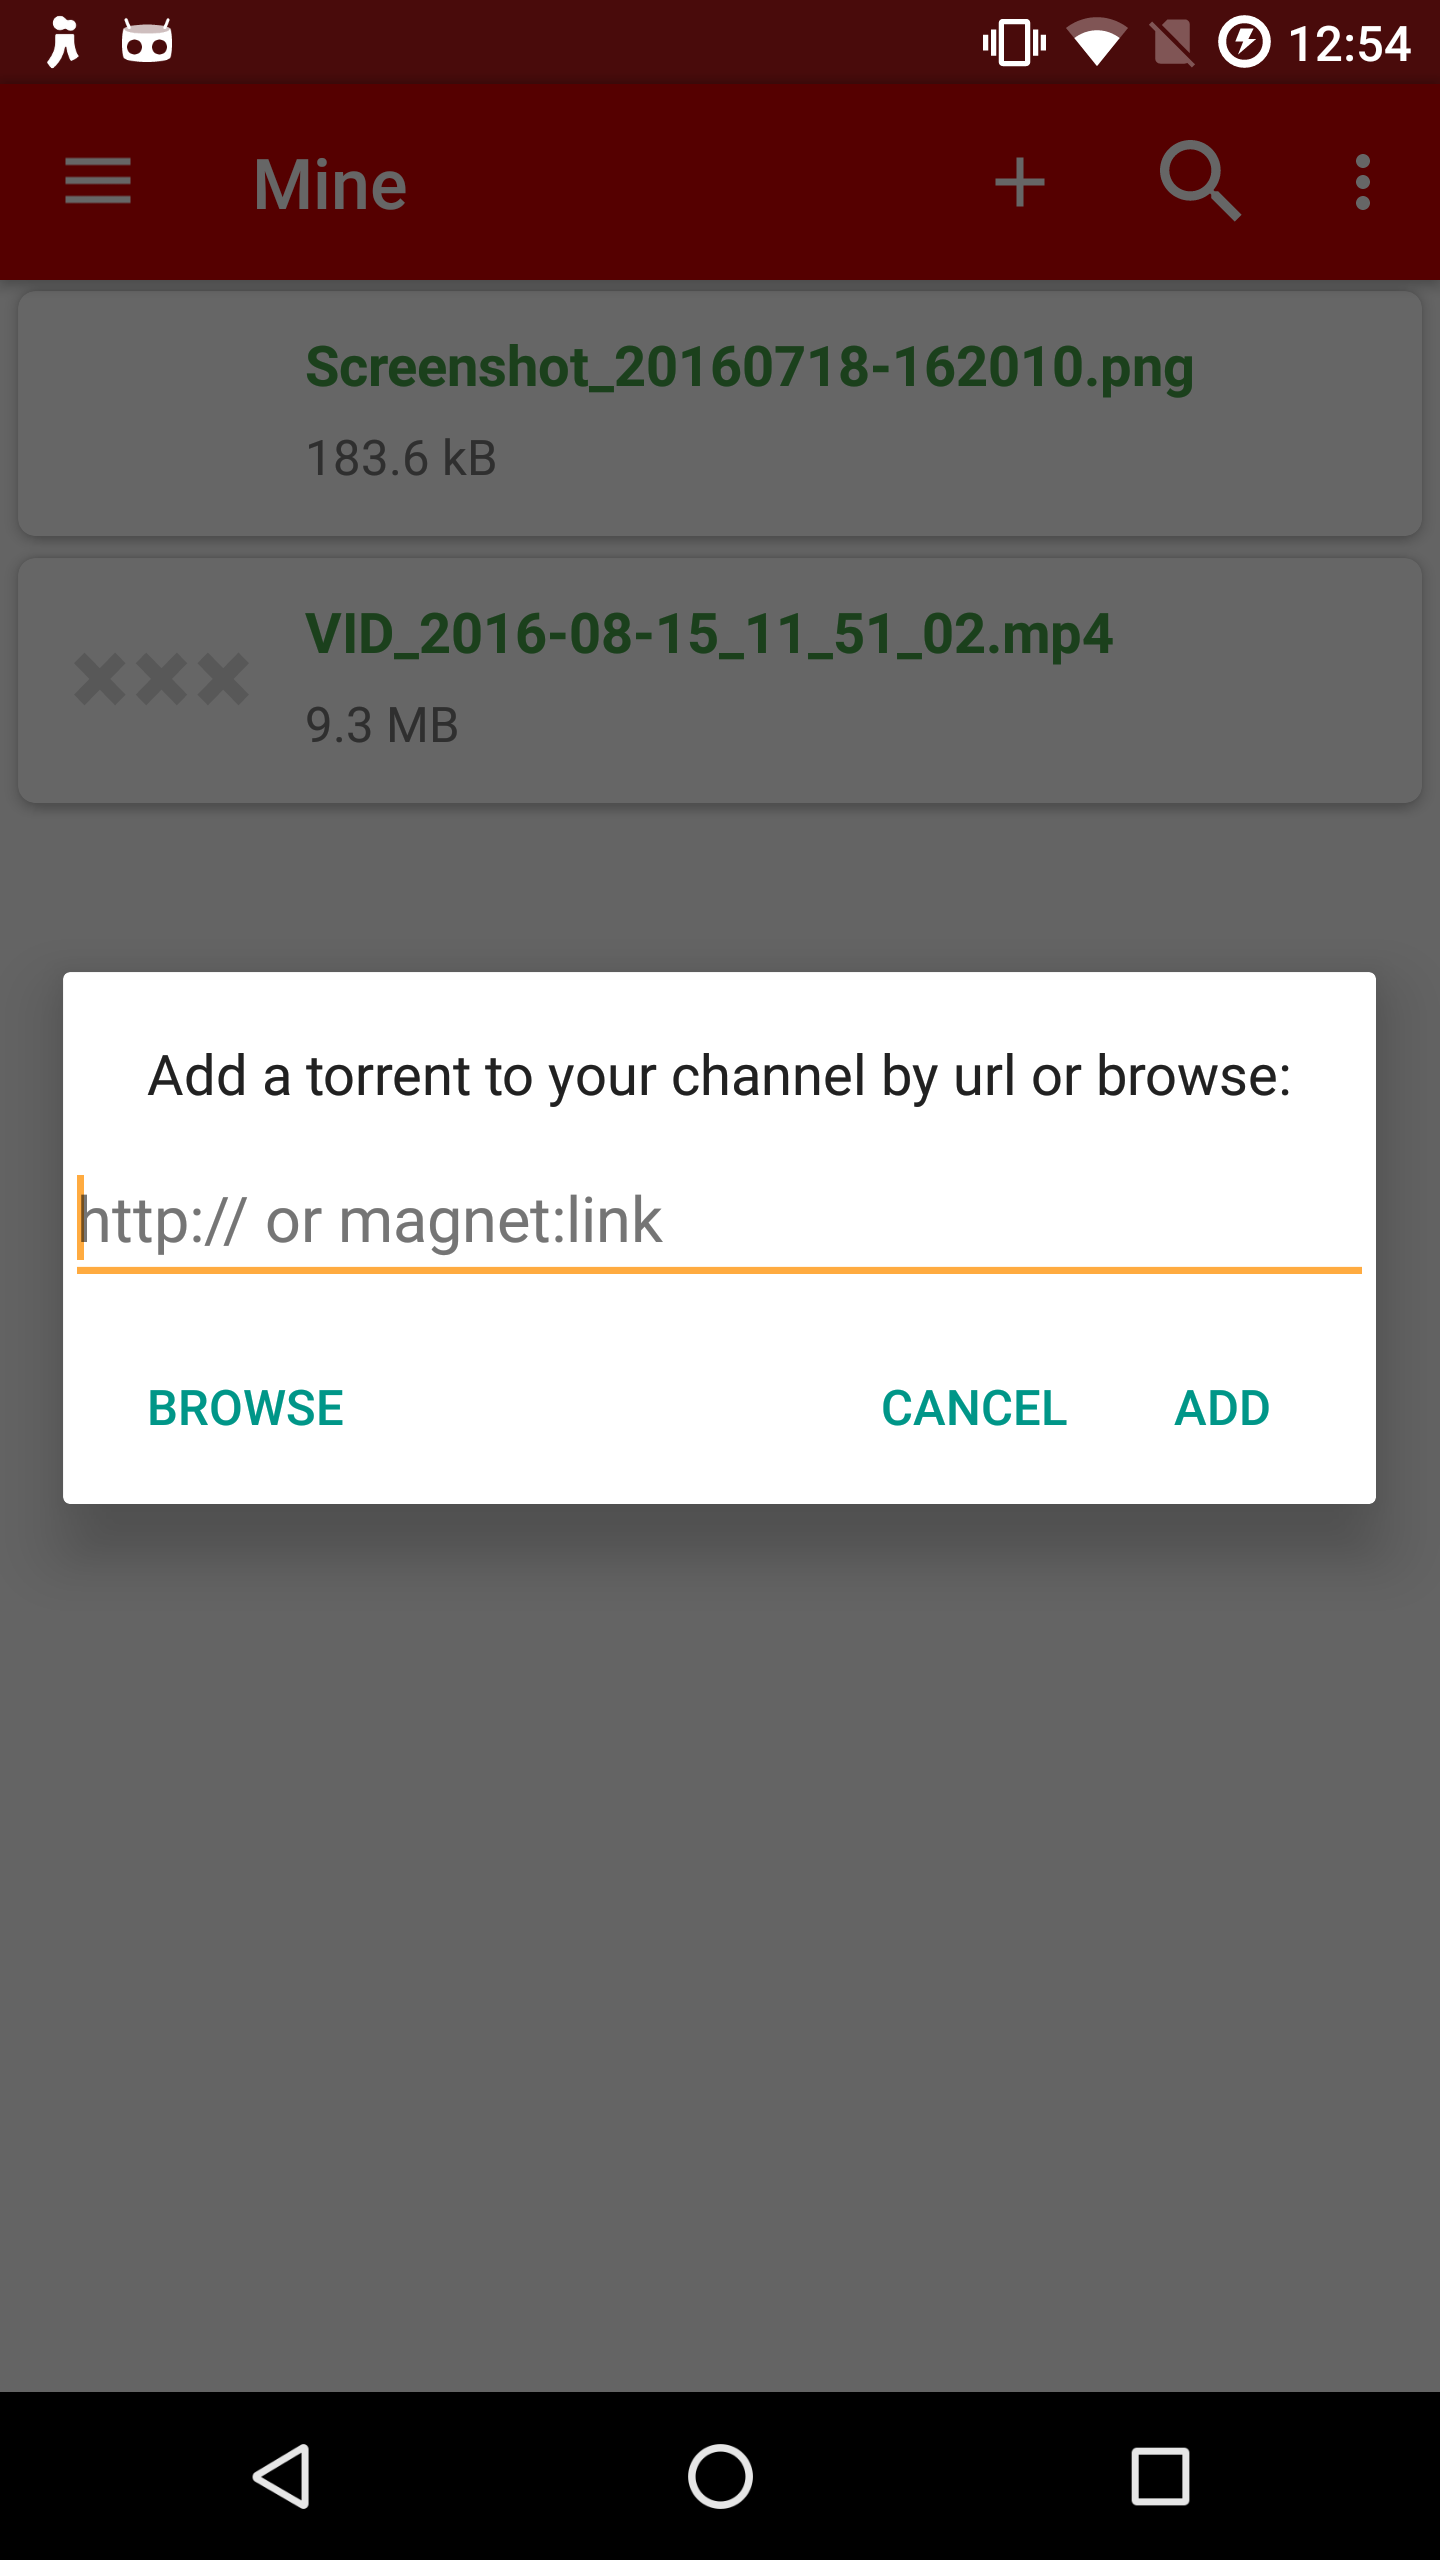 12:54
Mine
Screenshot_20160718-162010.png
183.6 kB
VID_2016-08-15_11_51_02.mp4
9.3 MB
Add a torrent to your channel by url or browse:
http:// or magnet:link
BROWSE CANCEL ADD